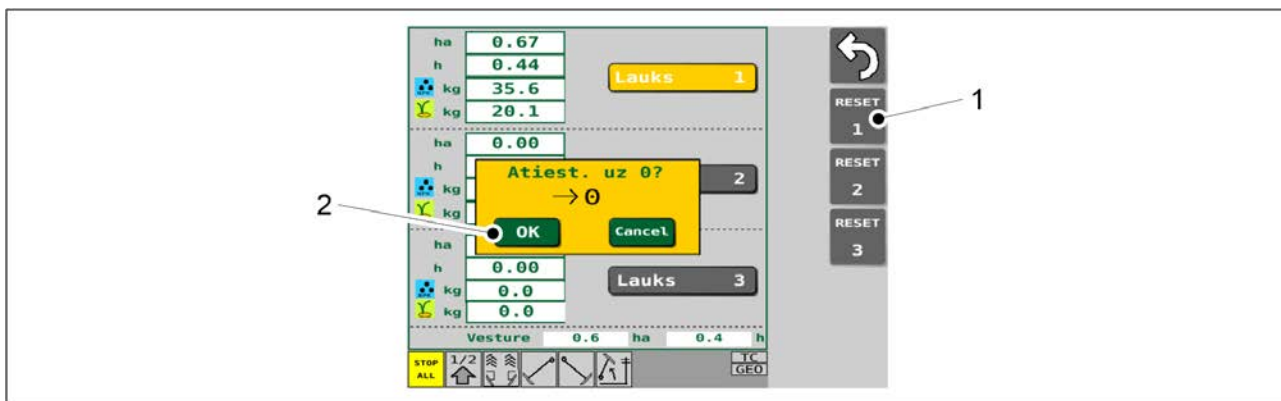 ha 0.67
h 0.44
kg 35.6
kg 20.1
Lauks 1
RESET
1
1
ha 0.00
h
kg
kg
2
Atiest. uz 0?
→0
OK Cancel
2
RESET
2
ha
h 0.00
kg 0.0
kg 0.0
Lauks 3
RESET
3
Vesture 0.6 ha 0.4 h
STOP
ALL
1/2
TC
GEO